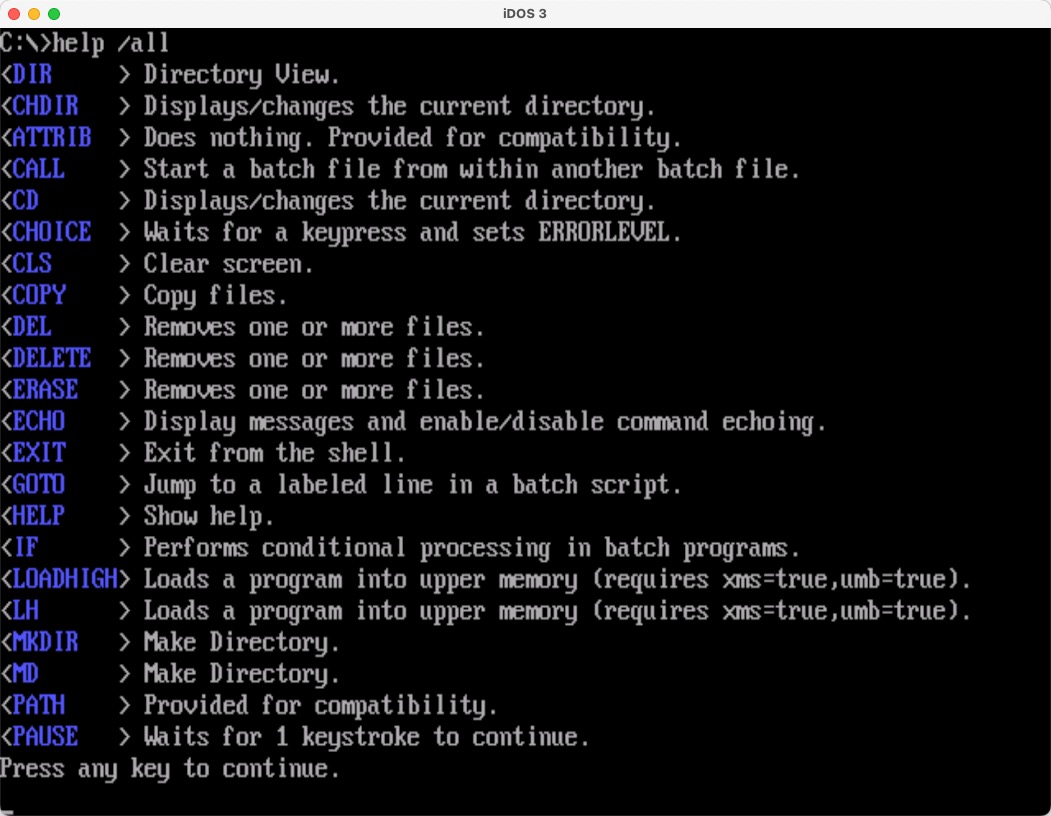 iDOS 3
C:\>help /all
<DIR     > Directory View.
<CHDIR   > Displays/changes the current directory.
<ATTRIB  > Does nothing. Provided for compatibility.
<CALL    > Start a batch file from within another batch file.
<CD      > Displays/changes the current directory.
<CHOICE  > Waits for a keypress and sets ERRORLEVEL.
<CLS     > Clear screen.
<COPY    > Copy files.
<DEL     > Removes one or more files.
<DELETE  > Removes one or more files.
<ERASE   > Removes one or more files.
<ECHO    > Display messages and enable/disable command echoing.
<EXIT    > Exit from the shell.
<GOTO    > Jump to a labeled line in a batch script.
<HELP    > Show help.
<IF      > Performs conditional processing in batch programs.
<LOADHIGH> Loads a program into upper memory (requires xms=true,umb=true).
<LH      > Loads a program into upper memory (requires xms=true,umb=true).
<MKDIR   > Make Directory.
<MD      > Make Directory.
<PATH    > Provided for compatibility.
<PAUSE   > Waits for 1 keystroke to continue.
Press any key to continue.